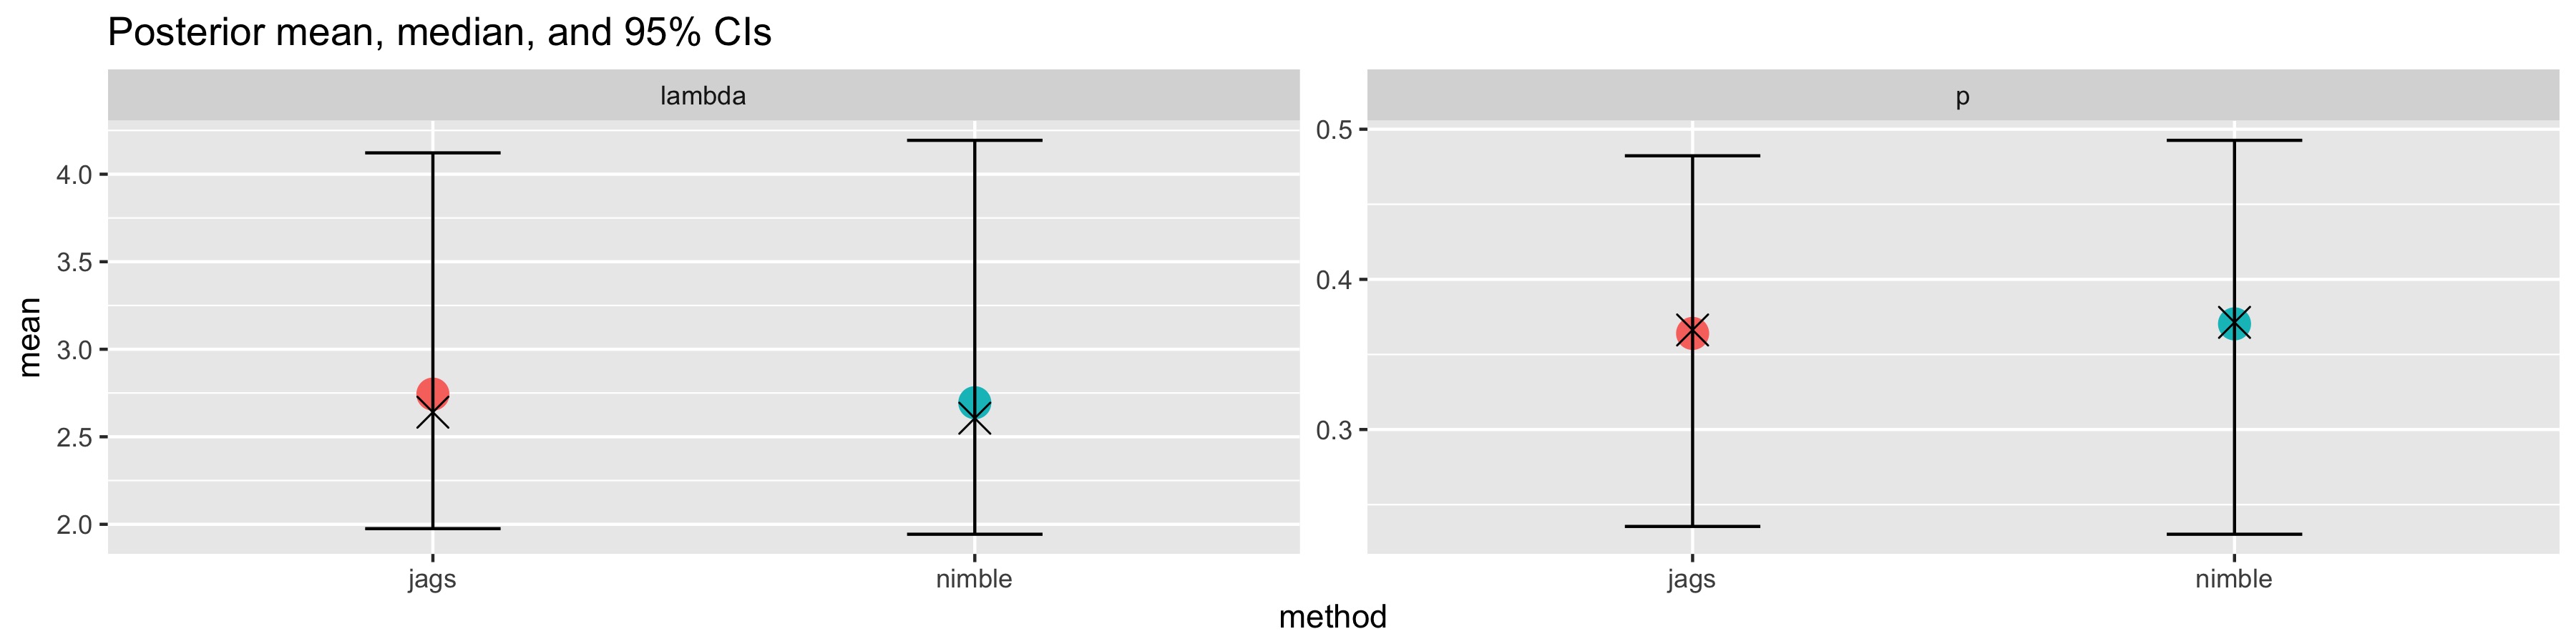 Posterior mean, median, and 95% CIs
lambda
p
mean
4.0
3.5
3.0
2.5
2.0
0.5
0.4
0.3
jags
nimble
jags
nimble
method